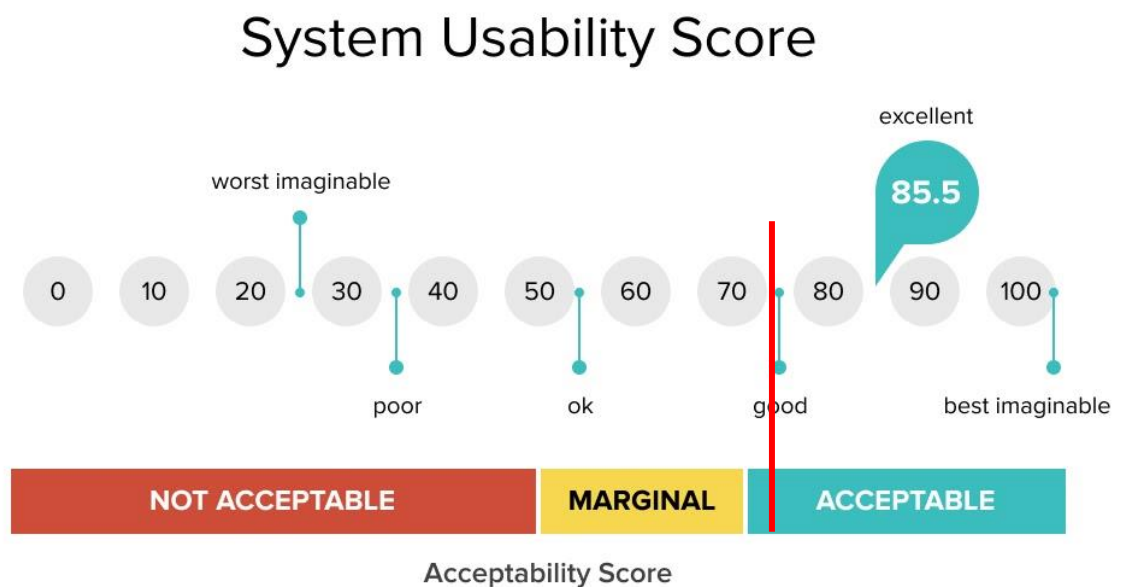 System Usability Score
excellent
worst imaginable
85.5
0 10 20 30 40 50 60 70 80 90 100
poor ok good best imaginable
NOT ACCEPTABLE MARGINAL ACCEPTABLE
Acceptability Score